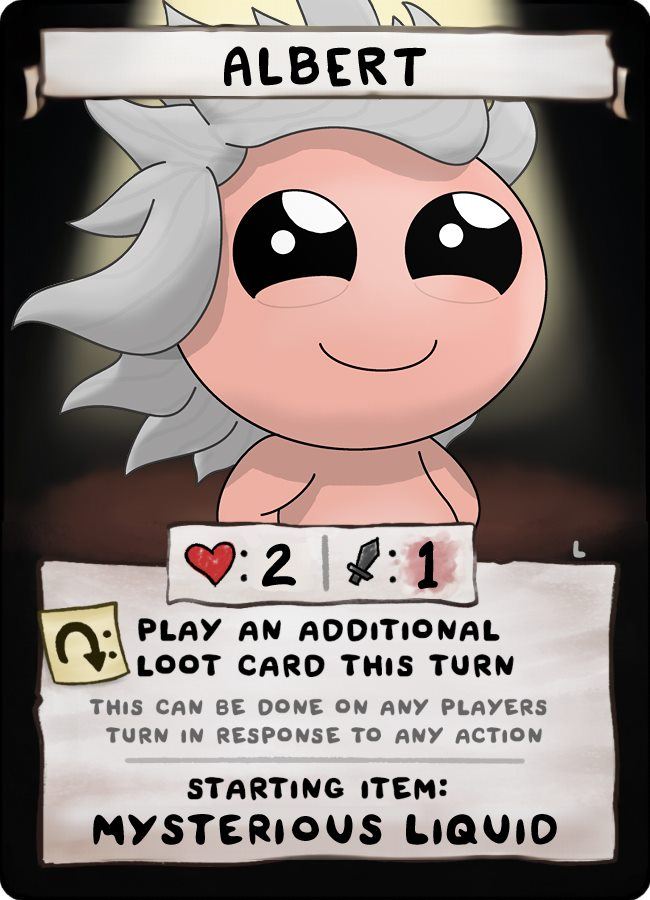 ALBERT
: 2 | : 1
: PLAY AN ADDITIONAL
LOOT CARD THIS TURN
THIS CAN BE DONE ON ANY PLAYERS
TURN IN RESPONSE TO ANY ACTION
STARTING ITEM:
MYSTERIOUS LIQUID
L